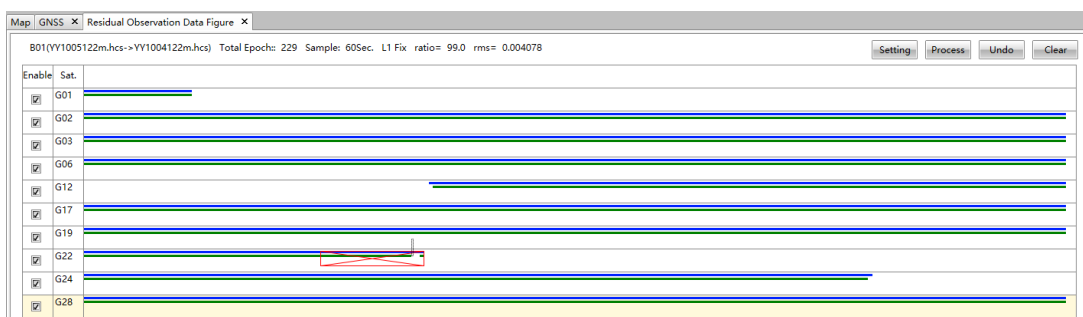 Map GNSS × Residual Observation Data Figure ×
B01(YY1005122m.hcs->YY1004122m.hcs) Total Epoch:: 229 Sample: 60Sec. L1 Fix ratio= 99.0 rms= 0.004078
Setting Process Undo Clear
Enable Sat.
G01
G02
G03
G06
G12
G17
G19
G22
G24
G28